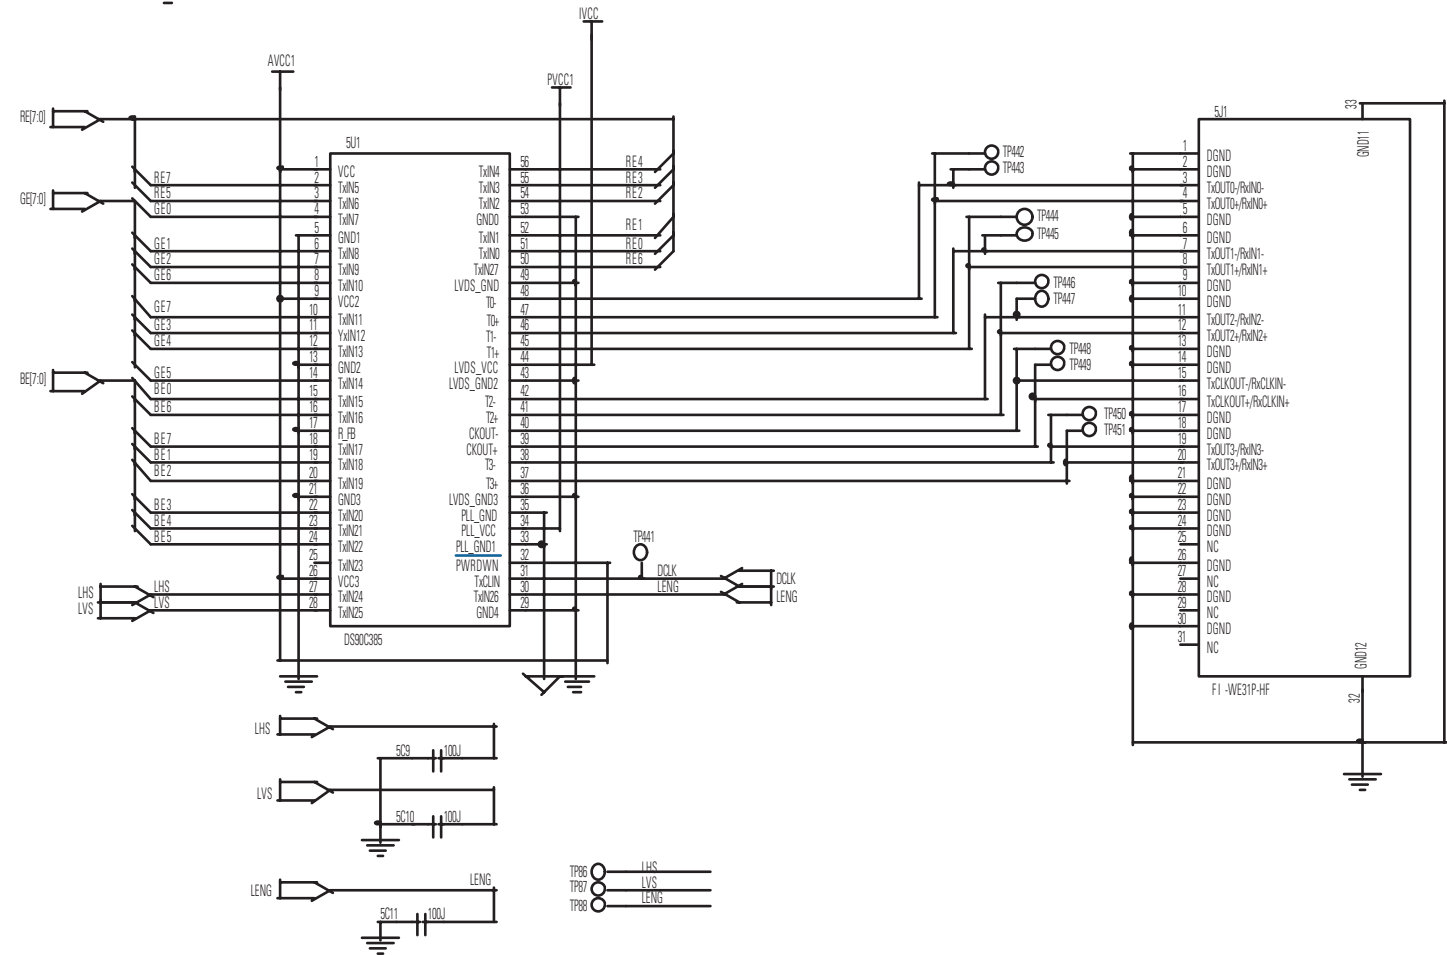 IVCC
AVCC1
PVCC1
RE[7:0]
GE[7:0]
BE[7:0]
5U1
1 VCC
2 TxIN5
3 TxIN6
4 TxIN7
5 GND1
6 TxIN8
7 TxIN9
8 TxIN10
9 VCC2
10 TxIN11
11 YxIN12
12 TxIN13
13 GND2
14 TxIN14
15 TxIN15
16 TxIN16
17 R_FB
18 TxIN17
19 TxIN18
20 TxIN19
21 GND3
22 TxIN20
23 TxIN21
24 TxIN22
25 TxIN23
26 VCC3
27 TxIN24
28 TxIN25
RE7
RE5
GE0
GE1
GE2
GE6
GE7
GE3
GE4
GE5
BE0
BE6
BE7
BE1
BE2
BE3
BE4
BE5
LHS LHS
LVS LVS
TxIN4 56
TxIN3 55
TxIN2 54
GND0 53
TxIN1 52
TxIN0 51
TxIN27 50
LVDS_GND 49
T0- 48
T0+ 47
T1- 46
T1+ 45
LVDS_VCC 44
LVDS_GND2 43
T2- 42
T2+ 41
CKOUT- 40
CKOUT+ 39
T3- 38
T3+ 37
LVDS_GND3 36
PLL_GND 35
PLL_VCC 34
PLL_GND1 33
PWRDWN 32
TxCLIN 31
TxIN26 30
GND4 29
DS90C385
RE4
RE3
RE2
RE1
RE0
RE6
TP441
DCLK DCLK
LENG LENG
TP442
TP443
TP444
TP445
TP446
TP447
TP448
TP449
TP450
TP451
5J1
33
GND11
1 DGND
2 DGND
3 TxOUT0-/RxIN0-
4 TxOUT0+/RxIN0+
5 DGND
6 DGND
7 TxOUT1-/RxIN1-
8 TxOUT1+/RxIN1+
9 DGND
10 DGND
11 TxOUT2-/RxIN2-
12 TxOUT2+/RxIN2+
13 DGND
14 DGND
15 TxCLKOUT-/RxCLKIN-
16 TxCLKOUT+/RxCLKIN+
17 DGND
18 DGND
19 TxOUT3-/RxIN3-
20 TxOUT3+/RxIN3+
21 DGND
22 DGND
23 DGND
24 DGND
25 NC
26 DGND
27 NC
28 DGND
29 NC
30 DGND
31 NC
GND12
32
FI-WE31P-HF
LHS
5C9 100J
LVS
5C10 100J
LENG LENG
5C11 100J
TP86 LHS
TP87 LVS
TP88 LENG